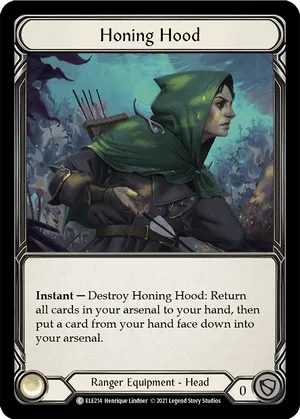 Honing Hood
Instant — Destroy Honing Hood: Return
all cards in your arsenal to your hand, then
put a card from your hand face down into
your arsenal.
Ranger Equipment - Head
0
C ELE214 Henrique Lindner ©2021 Legend Story Studios